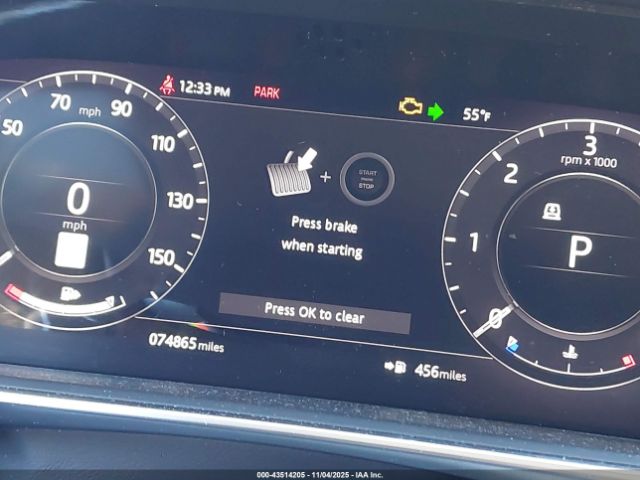 12:33 PM PARK 55°F
50 70 mph 90 110 130 150
0
mph
START
STOP
+
Press brake
when starting
Press OK to clear
074865 miles
456 miles
3
rpm x 1000
2
1
0
P
000-43514205 - 11/04/2025 - IAA Inc.